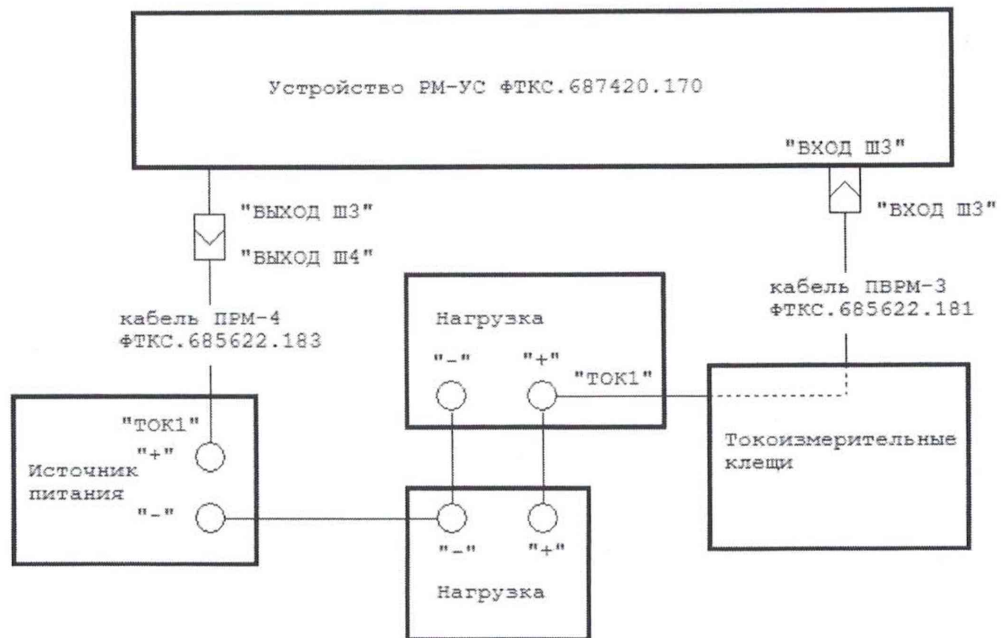 Устройство РМ-УС ФТКС.687420.170
"ВХОД Ш3"
"ВЫХОД Ш3"
"ВХОД Ш3"
"ВЫХОД Ш4"
кабель ПВРМ-3
ФТКС.685622.181
кабель ПРМ-4
ФТКС.685622.183
Нагрузка
"-" "+"
"ТОК1"
"ТОК1"
"+"
Источник
питания
"-"
Токоизмерительные
клещи
"-" "+"
Нагрузка